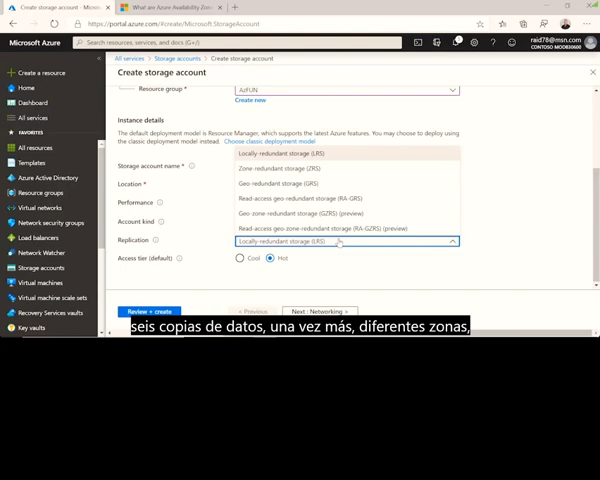 Create storage account - Microso
What are Azure Availability Zon
https://portal.azure.com/#create/Microsoft.StorageAccount
Microsoft Azure
Search resources, services, and docs (G+/)
raid78@msn.com
CONTOSO MOD830600
All services > Storage accounts > Create storage account
Create storage account
Create a resource
Home
Dashboard
All services
FAVORITES
All resources
Templates
Azure Active Directory
Resource groups
Virtual networks
Network security groups
Load balancers
Network Watcher
Storage accounts
Virtual machines
Virtual machine scale sets
Recovery Services vaults
Key vaults
Resource group
AzFUN
Create new
Instance details
The default deployment model is Resource Manager, which supports the latest Azure features. You may choose to deploy using
the classic deployment model instead. Choose classic deployment model
Storage account name *
Location *
Performance
Account kind
Replication
Access tier (default)
Locally-redundant storage (LRS)
Zone-redundant storage (ZRS)
Geo-redundant storage (GRS)
Read-access geo-redundant storage (RA-GRS)
Geo-zone-redundant storage (GZRS) (preview)
Read-access geo-zone-redundant storage (RA-GZRS) (preview)
Locally-redundant storage (LRS)
Cool Hot
Review + create
< Previous
Next : Networking >
seis copias de datos, una vez más, diferentes zonas,